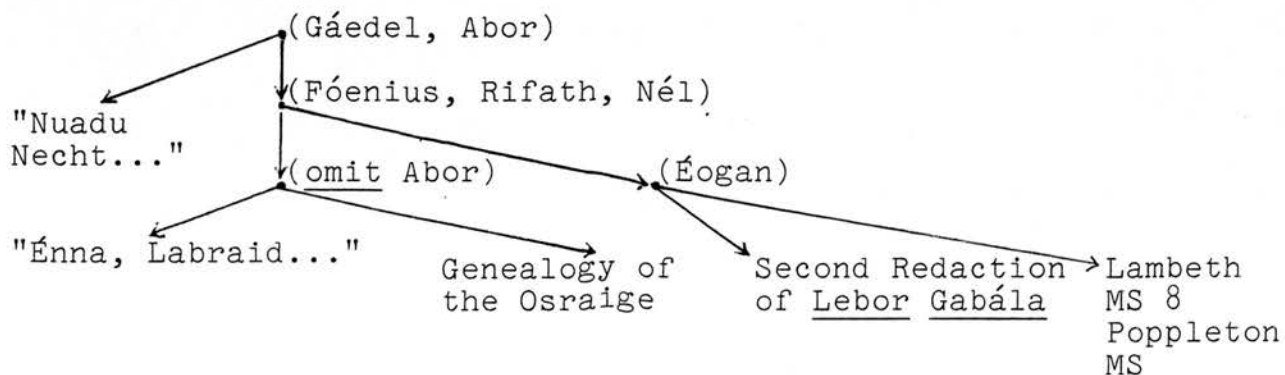 (Gáedel, Abor)
(Fóenius, Rifath, Nél)
"Nuadu
Necht..."
(omit Abor)
(Éogan)
"Énna, Labraid..."
Genealogy of
the Osraige
Second Redaction
of Lebor Gabála
Lambeth
MS 8
Poppleton
MS